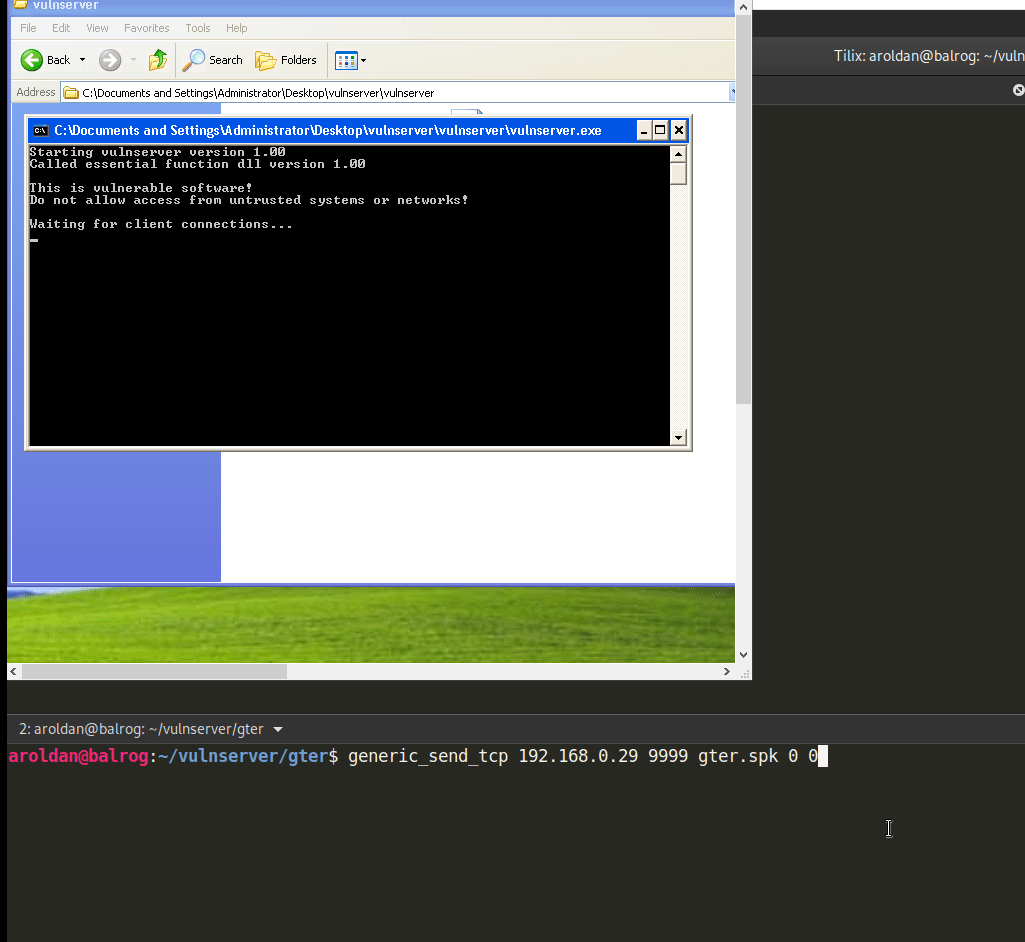 vulnserver
File Edit View Favorites Tools Help
Back Search Folders
Address C:\Documents and Settings\Administrator\Desktop\vulnserver\vulnserver
Tilix: aroldan@balrog: ~/vuln
C:\Documents and Settings\Administrator\Desktop\vulnserver\vulnserver\vulnserver.exe
Starting vulnserver version 1.00
Called essential function dll version 1.00
This is vulnerable software!
Do not allow access from untrusted systems or networks!
Waiting for client connections...
2: aroldan@balrog: ~/vulnserver/gter
aroldan@balrog:~/vulnserver/gter$ generic_send_tcp 192.168.0.29 9999 gter.spk 0 0